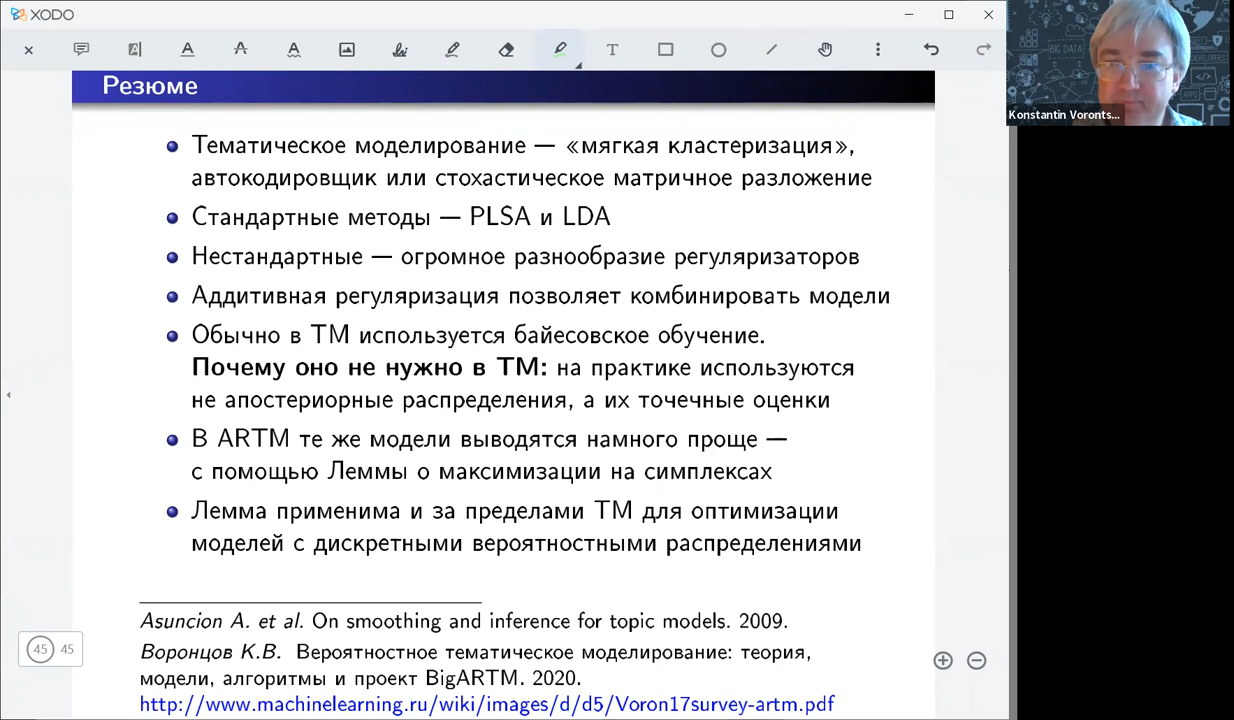 XODO
Konstantin Voronts...
BIG DATA
DEVELOPERS
APPS
Резюме
Тематическое моделирование — «мягкая кластеризация»,
автокодировщик или стохастическое матричное разложение
Стандартные методы — PLSA и LDA
Нестандартные — огромное разнообразие регуляризаторов
Аддитивная регуляризация позволяет комбинировать модели
Обычно в ТМ используется байесовское обучение.
Почему оно не нужно в ТМ: на практике используются
не апостериорные распределения, а их точечные оценки
В ARTM те же модели выводятся намного проще —
с помощью Леммы о максимизации на симплексах
Лемма применима и за пределами ТМ для оптимизации
моделей с дискретными вероятностными распределениями
Asuncion A. et al. On smoothing and inference for topic models. 2009.
Воронцов К.В. Вероятностное тематическое моделирование: теория,
модели, алгоритмы и проект BigARTM. 2020.
http://www.machinelearning.ru/wiki/images/d/d5/Voron17survey-artm.pdf
45 45